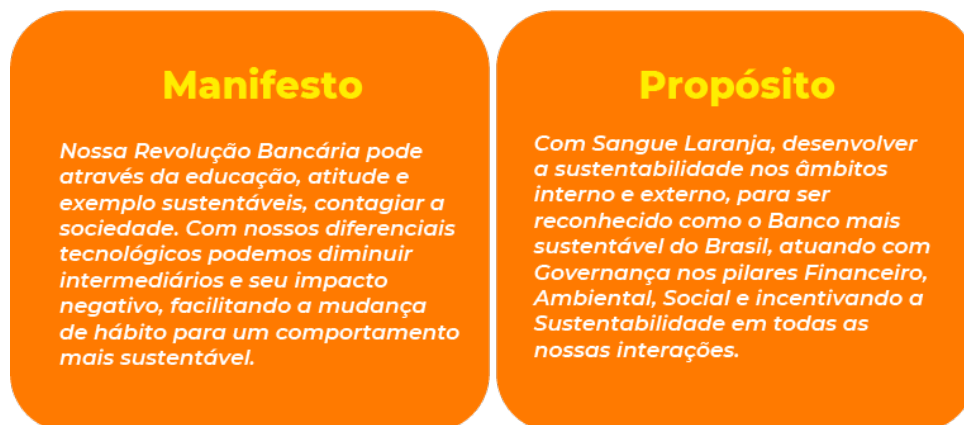 Manifesto
Nossa Revolução Bancária pode
através da educação, atitude e
exemplo sustentáveis, contagiar a
sociedade. Com nossos diferenciais
tecnológicos podemos diminuir
intermediários e seu impacto
negativo, facilitando a mudança
de hábito para um comportamento
mais sustentável.
Propósito
Com Sangue Laranja, desenvolver
a sustentabilidade nos âmbitos
interno e externo, para ser
reconhecido como o Banco mais
sustentável do Brasil, atuando com
Governança nos pilares Financeiro,
Ambiental, Social e incentivando a
Sustentabilidade em todas as
nossas interações.